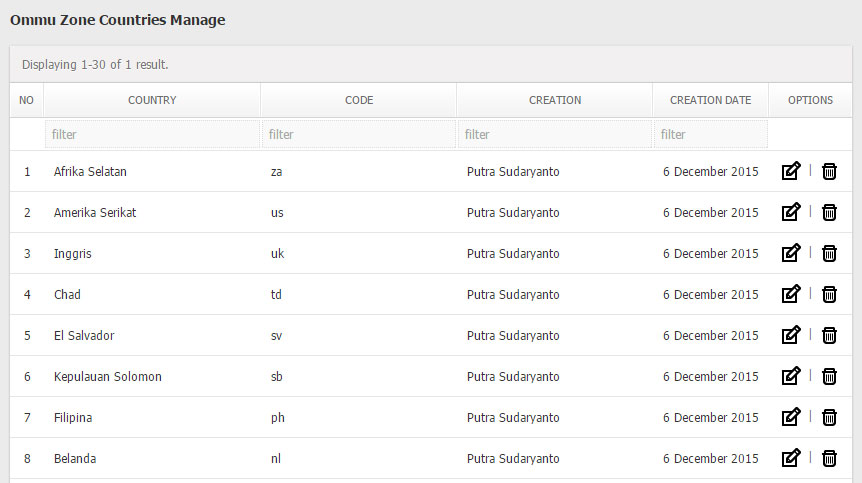 Ommu Zone Countries Manage
Displaying 1-30 of 1 result.
NO COUNTRY CODE CREATION CREATION DATE OPTIONS
filter filter filter filter
1 Afrika Selatan za Putra Sudaryanto 6 December 2015 |
2 Amerika Serikat us Putra Sudaryanto 6 December 2015 |
3 Inggris uk Putra Sudaryanto 6 December 2015 |
4 Chad td Putra Sudaryanto 6 December 2015 |
5 El Salvador sv Putra Sudaryanto 6 December 2015 |
6 Kepulauan Solomon sb Putra Sudaryanto 6 December 2015 |
7 Filipina ph Putra Sudaryanto 6 December 2015 |
8 Belanda nl Putra Sudaryanto 6 December 2015 |